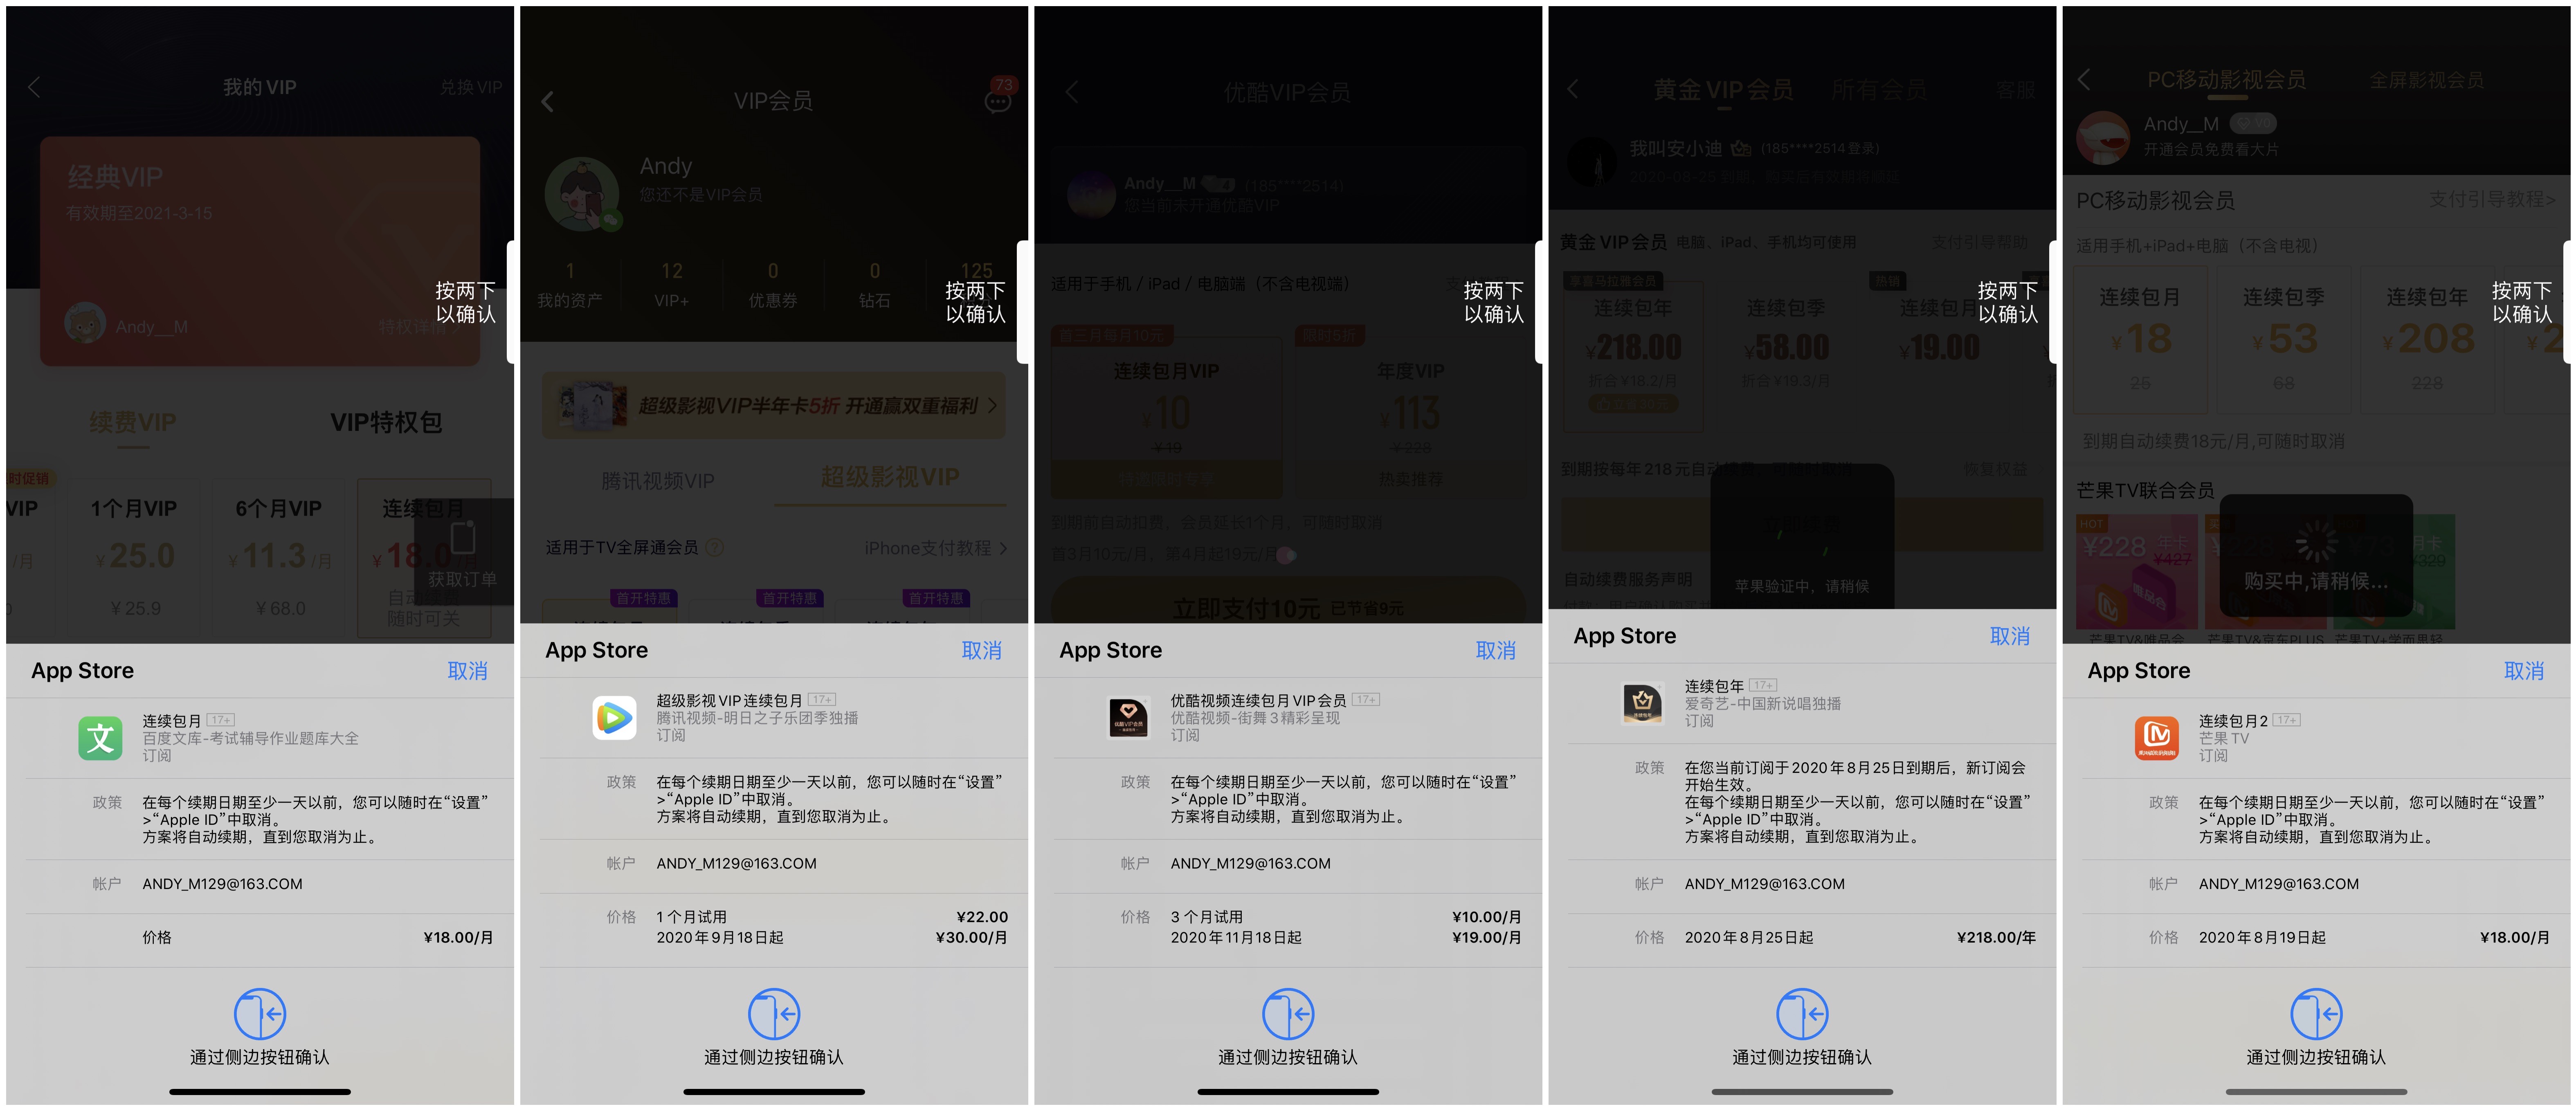 我的VIP
兑换VIP
经典VIP
有效期至2021-3-15
按两下
以确认
Andy__M
特权详情
续费VIP
VIP特权包
时促销
VIP
1个月VIP
6个月VIP
连续包月
/月
¥25.0
¥11.3/月
¥18.0/月
获取订单
¥25.9
¥68.0
随时可关
App Store
取消
连续包月 17+
百度文库-考试辅导作业题库大全
订阅
政策
在每个续期日期至少一天以前，您可以随时在“设置”
>“Apple ID”中取消。
方案将自动续期，直到您取消为止。
帐户
ANDY_M129@163.COM
价格
¥18.00/月
通过侧边按钮确认
VIP会员
73
Andy
您还不是VIP会员
1
12
0
0
125
我的资产
VIP+
优惠券
钻石
按两下
以确认
超级影视VIP半年卡5折 开通赢双重福利
腾讯视频VIP
超级影视VIP
适用于TV全屏通会员
iPhone支付教程
首开特惠
首开特惠
首开特惠
App Store
取消
超级影视VIP连续包月 17+
腾讯视频-明日之子乐团季独播
订阅
政策
在每个续期日期至少一天以前，您可以随时在“设置”
>“Apple ID”中取消。
方案将自动续期，直到您取消为止。
帐户
ANDY_M129@163.COM
价格
1个月试用
¥22.00
2020年9月18日起
¥30.00/月
通过侧边按钮确认
优酷VIP会员
Andy__M
(185****2514)
您当前未开通优酷VIP
适用于手机 / iPad / 电脑端（不含电视端）
按两下
以确认
首三月每月10元
限时5折
连续包月VIP
年度VIP
¥10
¥113
¥19
¥228
热卖推荐
到期前自动扣费，会员延长1个月，可随时取消
首3月10元/月，第4月起19元/月
立即支付10元 已节省9元
App Store
取消
优酷视频连续包月VIP会员 17+
优酷视频-街舞3精彩呈现
订阅
政策
在每个续期日期至少一天以前，您可以随时在“设置”
>“Apple ID”中取消。
方案将自动续期，直到您取消为止。
帐户
ANDY_M129@163.COM
价格
3个月试用
¥10.00/月
2020年11月18日起
¥19.00/月
通过侧边按钮确认
黄金VIP会员
所有会员
客服
我叫安小迪
(185****2514登录)
黄金VIP会员
电脑、iPad、手机均可使用
支付引导帮助
享喜马拉雅会员
热销
连续包年
连续包季
连续包月
按两下
以确认
¥218.00
¥58.00
¥19.00
折合¥18.2/月
折合¥19.3/月
到期按每年218元自动
恢复权益
苹果验证中，请稍候
自动续费服务声明
App Store
取消
连续包年 17+
爱奇艺-中国新说唱独播
订阅
政策
在您当前订阅于2020年8月25日到期后，新订阅会
开始生效。
在每个续期日期至少一天以前，您可以随时在“设置”
>“Apple ID”中取消。
方案将自动续期，直到您取消为止。
帐户
ANDY_M129@163.COM
价格
2020年8月25日起
¥218.00/年
通过侧边按钮确认
PC移动影视会员
全屏影视会员
Andy__M
V0
开通会员免费看大片
PC移动影视会员
支付引导教程>
适用手机+iPad+电脑（不含电视）
连续包月
连续包季
连续包年
按两下
以确认
¥18
¥53
¥208
¥2
25
68
228
到期自动续费18元/月,可随时取消
芒果TV联合会员
HOT
¥228 年卡
¥427
¥73
月卡
¥329
购买中,请稍候...
芒果TV&唯品会
芒果TV&京东PLUS
芒果TV+学而思轻
App Store
取消
连续包月2 17+
芒果TV
订阅
政策
在每个续期日期至少一天以前，您可以随时在“设置”
>“Apple ID”中取消。
方案将自动续期，直到您取消为止。
帐户
ANDY_M129@163.COM
价格
2020年8月19日起
¥18.00/月
通过侧边按钮确认